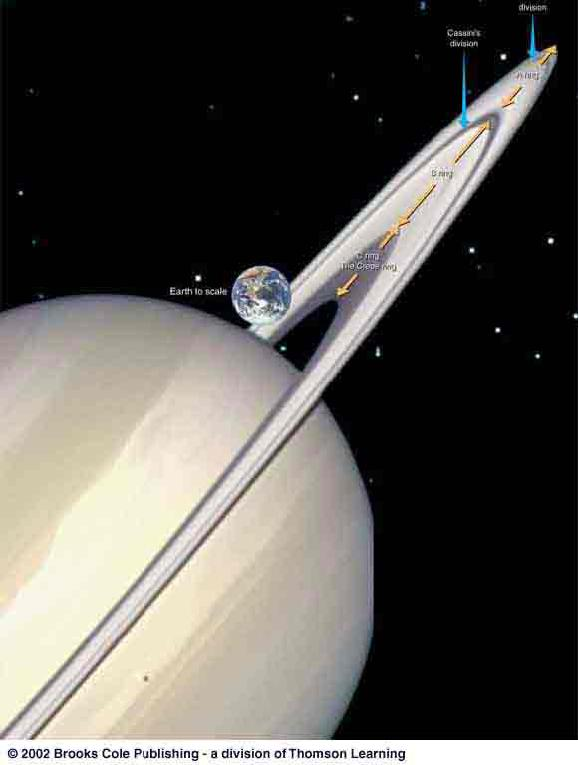 division
Cassini's
division
A ring
B ring
C ring
The Crepe ring
Earth to scale
© 2002 Brooks Cole Publishing - a division of Thomson Learning